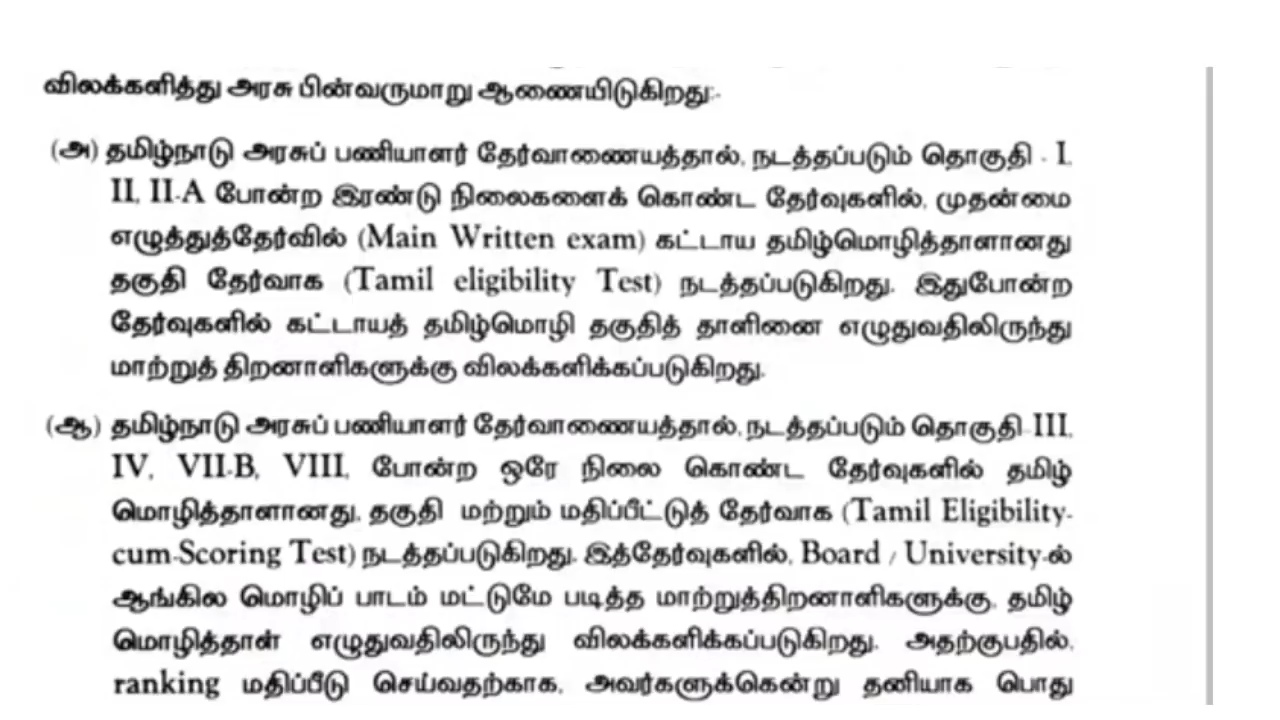 விலக்களித்து அரசு பின்வருமாறு ஆணையிடுகிறது:-
(அ) தமிழ்நாடு அரசுப் பணியாளர் தேர்வாணையத்தால், நடத்தப்படும் தொகுதி - I,
II, II-A போன்ற இரண்டு நிலைகளைக் கொண்ட தேர்வுகளில், முதன்மை
எழுத்துத்தேர்வில் (Main Written exam) கட்டாய தமிழ்மொழித்தாளானது
தகுதி தேர்வாக (Tamil eligibility Test) நடத்தப்படுகிறது. இதுபோன்ற
தேர்வுகளில் கட்டாயத் தமிழ்மொழி தகுதித் தாளினை எழுதுவதிலிருந்து
மாற்றுத் திறனாளிகளுக்கு விலக்களிக்கப்படுகிறது.
(ஆ) தமிழ்நாடு அரசுப் பணியாளர் தேர்வாணையத்தால், நடத்தப்படும் தொகுதி III,
IV, VII-B, VIII, போன்ற ஒரே நிலை கொண்ட தேர்வுகளில் தமிழ்
மொழித்தாளானது, தகுதி மற்றும் மதிப்பீட்டுத் தேர்வாக (Tamil Eligibility-
cum-Scoring Test) நடத்தப்படுகிறது. இத்தேர்வுகளில், Board / University-ல்
ஆங்கில மொழிப் பாடம் மட்டுமே படித்த மாற்றுத்திறனாளிகளுக்கு, தமிழ்
மொழித்தாள் எழுதுவதிலிருந்து விலக்களிக்கப்படுகிறது. அதற்குபதில்,
ranking மதிப்பீடு செய்வதற்காக, அவர்களுக்கென்று தனியாக பொது